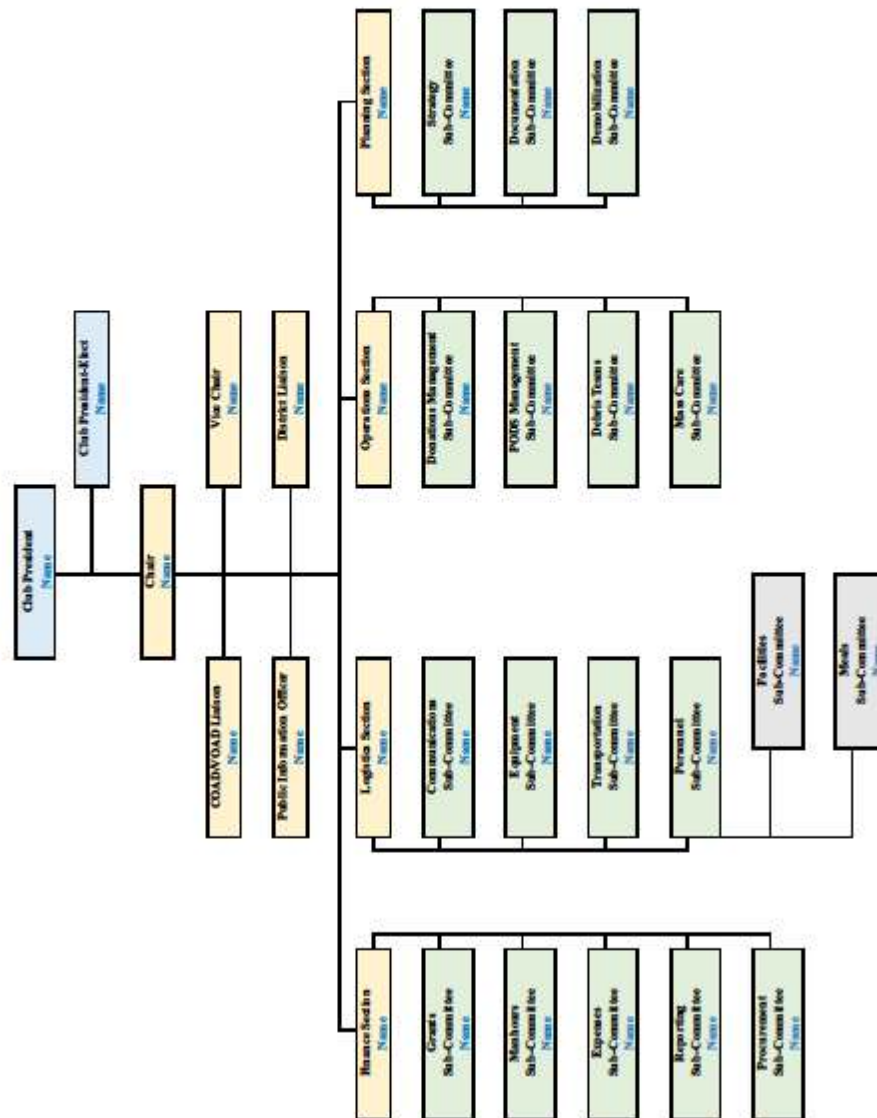 Club President
Name
Club President-Elect
Name
Chair
Name
COAD/VOAD Liaison
Name
Vice Chair
Name
Public Information Officer
Name
District Liaison
Name
Finance Section
Name
Grants
Sub-Committee
Name
Manhours
Sub-Committee
Name
Expenses
Sub-Committee
Name
Reporting
Sub-Committee
Name
Procurement
Sub-Committee
Name
Logistics Section
Name
Communications
Sub-Committee
Name
Equipment
Sub-Committee
Name
Transportation
Sub-Committee
Name
Personnel
Sub-Committee
Name
Facilities
Sub-Committee
Name
Meals
Sub-Committee
Name
Operations Section
Name
Donations Management
Sub-Committee
Name
PODS Management
Sub-Committee
Name
Debris Teams
Sub-Committee
Name
Mass Care
Sub-Committee
Name
Planning Section
Name
Strategy
Sub-Committee
Name
Documentation
Sub-Committee
Name
Demobilization
Sub-Committee
Name